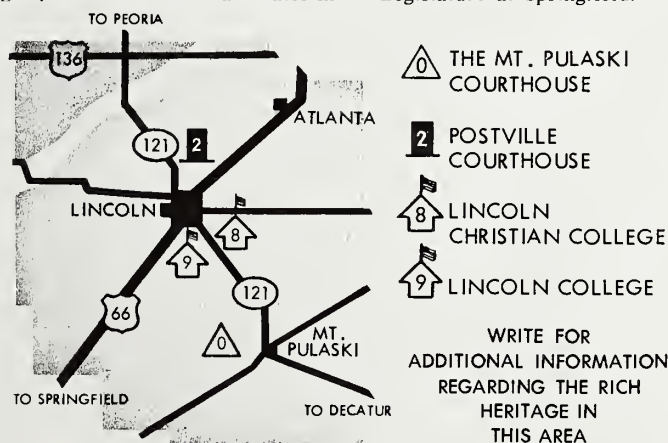 TO PEORIA
136
ATLANTA
121
2
LINCOLN
8
9
121
66
0
MT.
PULASKI
TO SPRINGFIELD
TO DECATUR
0 THE MT. PULASKI
COURTHOUSE
2 POSTVILLE
COURTHOUSE
8 LINCOLN
CHRISTIAN COLLEGE
9 LINCOLN COLLEGE
WRITE FOR
ADDITIONAL INFORMATION
REGARDING THE RICH
HERITAGE IN
THIS AREA